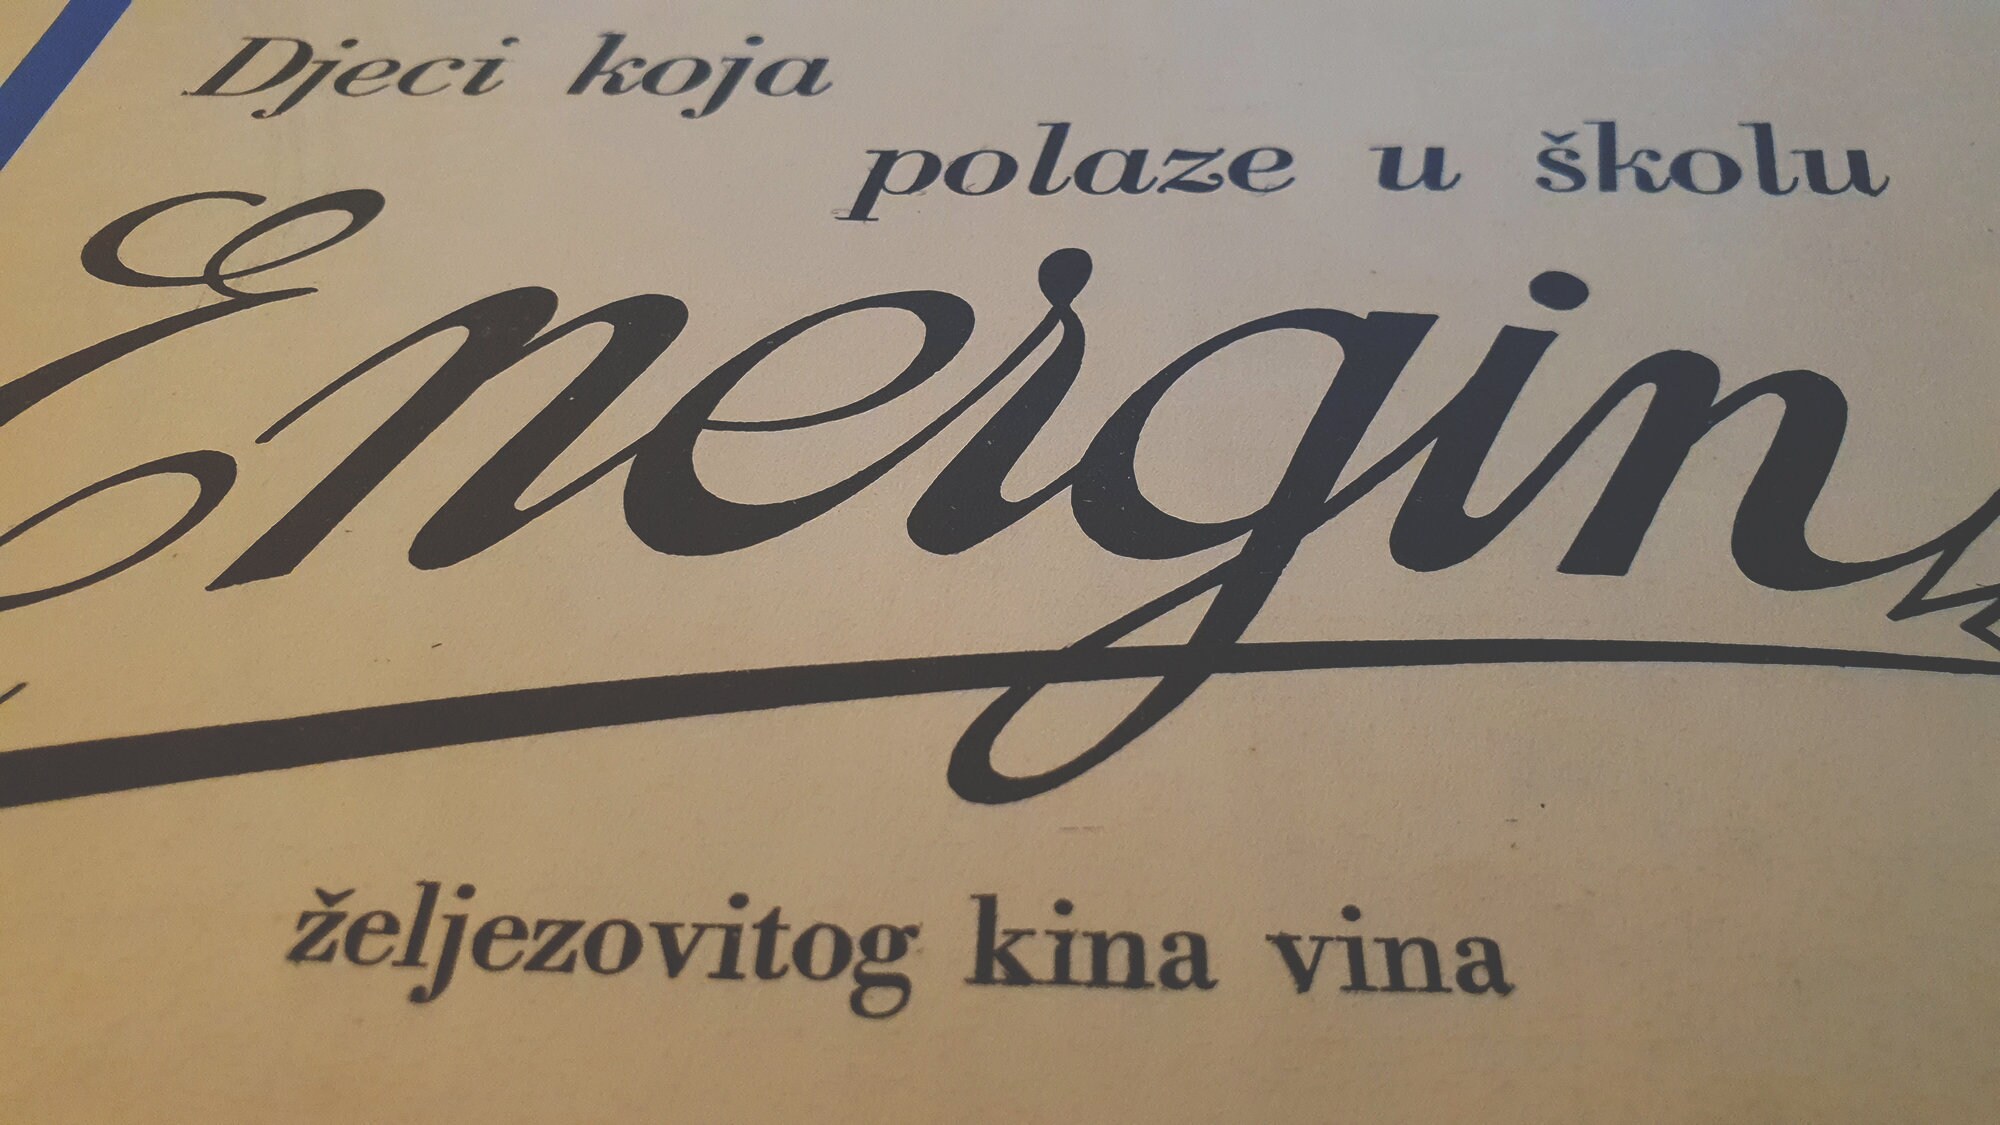 Djeci koja
polaze u školu
Energin
željezovitog kina vina